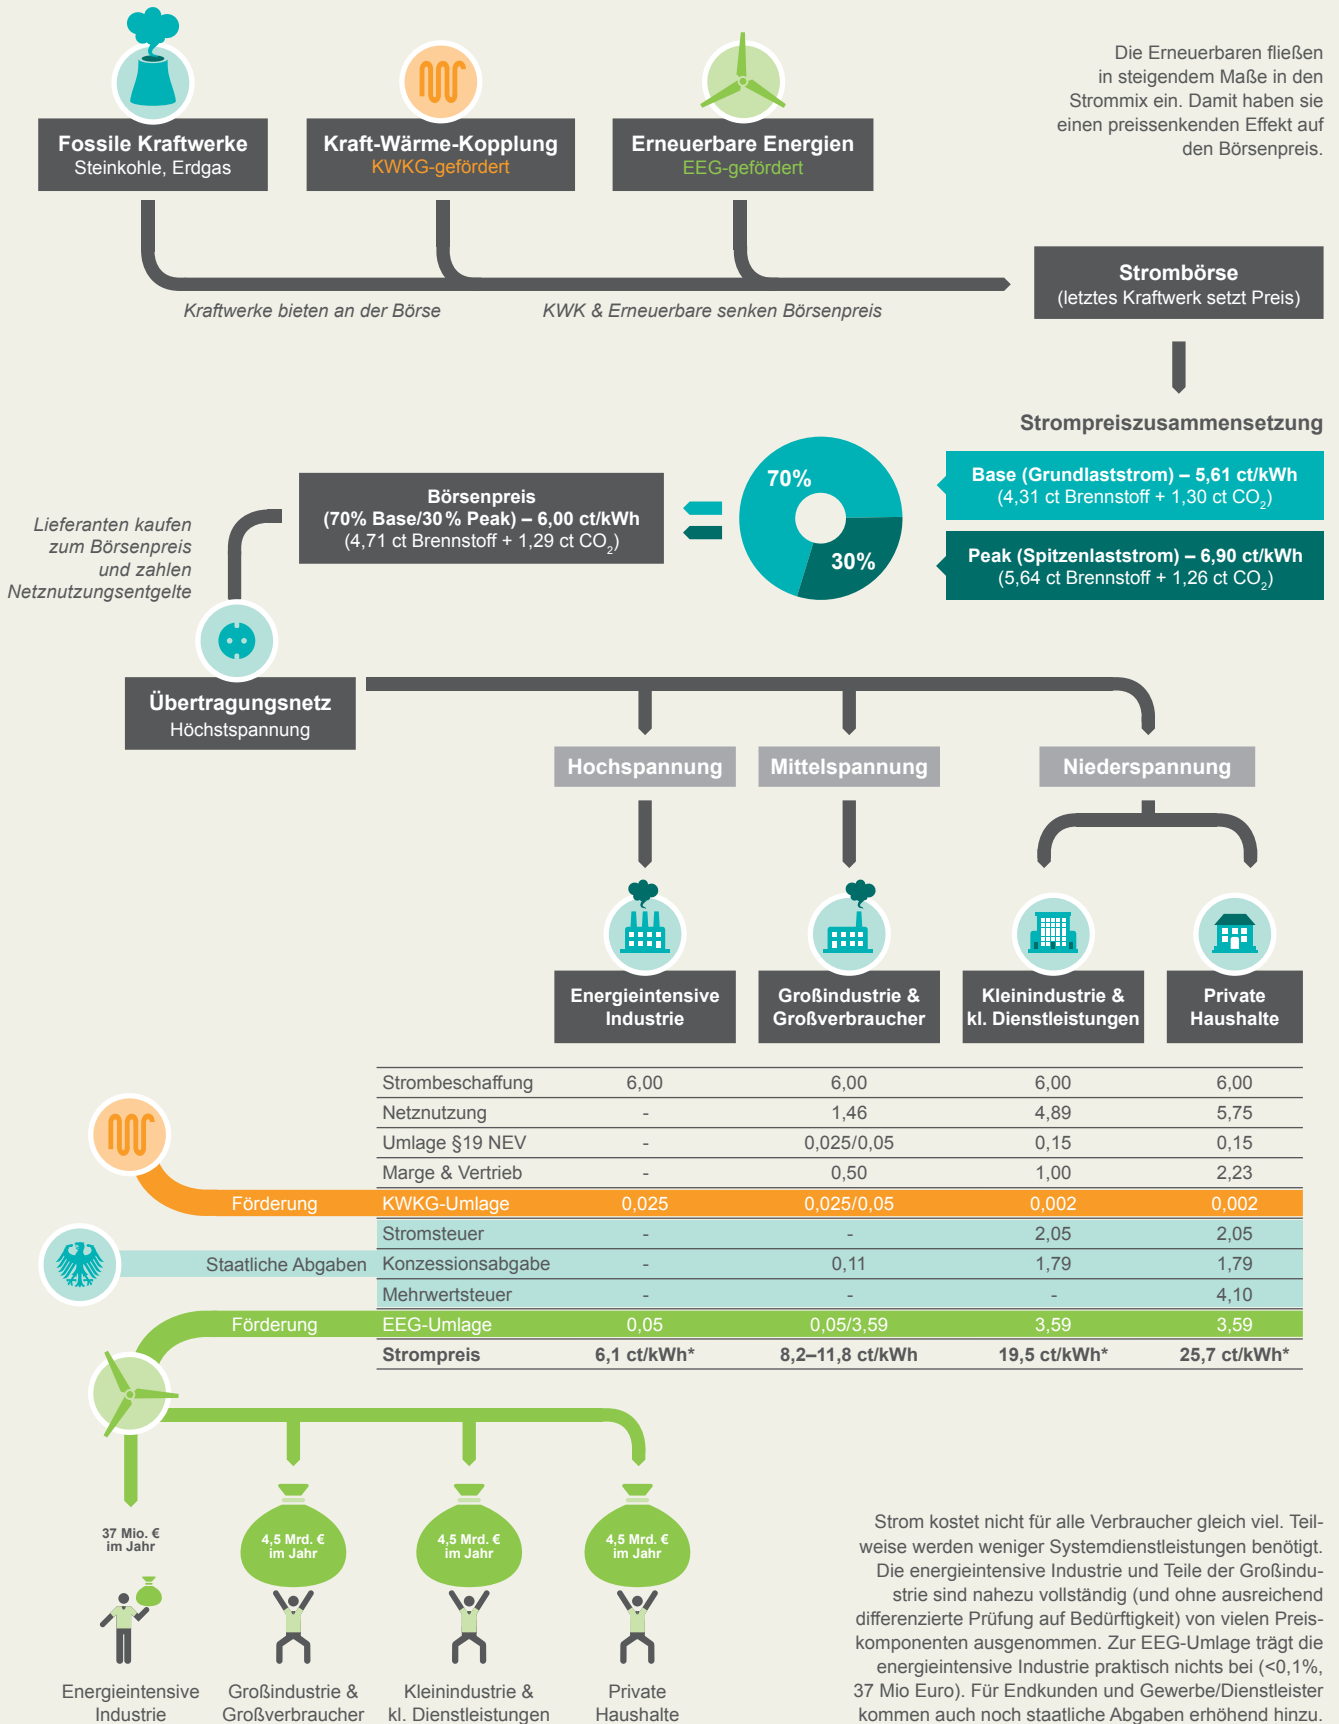 Die Erneuerbaren fließen
in steigendem Maße in den
Strommix ein. Damit haben sie
einen preissenkenden Effekt auf
den Börsenpreis.
Fossile Kraftwerke
Steinkohle, Erdgas
Kraft-Wärme-Kopplung
KWKG-gefördert
Erneuerbare Energien
EEG-gefördert
Kraftwerke bieten an der Börse
KWK & Erneuerbare senken Börsenpreis
Strombörse
(letztes Kraftwerk setzt Preis)
Strompreiszusammensetzung
Base (Grundlaststrom) – 5,61 ct/kWh
(4,31 ct Brennstoff + 1,30 ct CO₂)
Peak (Spitzenlaststrom) – 6,90 ct/kWh
(5,64 ct Brennstoff + 1,26 ct CO₂)
70%
30%
Börsenpreis
(70% Base/30% Peak) – 6,00 ct/kWh
(4,71 ct Brennstoff + 1,29 ct CO₂)
Lieferanten kaufen
zum Börsenpreis
und zahlen
Netznutzungsentgelte
Übertragungsnetz
Höchstspannung
Hochspannung
Mittelspannung
Niederspannung
Energieintensive
Industrie
Großindustrie &
Großverbraucher
Kleinindustrie &
kl. Dienstleistungen
Private
Haushalte
Strombeschaffung 6,00 6,00 6,00 6,00
Netznutzung - 1,46 4,89 5,75
Umlage §19 NEV - 0,025/0,05 0,15 0,15
Marge & Vertrieb - 0,50 1,00 2,23
Förderung KWKG-Umlage 0,025 0,025/0,05 0,002 0,002
Stromsteuer - - 2,05 2,05
Staatliche Abgaben Konzessionsabgabe - 0,11 1,79 1,79
Mehrwertsteuer - - - 4,10
Förderung EEG-Umlage 0,05 0,05/3,59 3,59 3,59
Strompreis 6,1 ct/kWh* 8,2–11,8 ct/kWh 19,5 ct/kWh* 25,7 ct/kWh*
37 Mio. €
im Jahr
4,5 Mrd. €
im Jahr
4,5 Mrd. €
im Jahr
4,5 Mrd. €
im Jahr
Energieintensive
Industrie
Großindustrie &
Großverbraucher
Kleinindustrie &
kl. Dienstleistungen
Private
Haushalte
Strom kostet nicht für alle Verbraucher gleich viel. Teil-
weise werden weniger Systemdienstleistungen benötigt.
Die energieintensive Industrie und Teile der Großindu-
strie sind nahezu vollständig (und ohne ausreichend
differenzierte Prüfung auf Bedürftigkeit) von vielen Preis-
komponenten ausgenommen. Zur EEG-Umlage trägt die
energieintensive Industrie praktisch nichts bei (<0,1%,
37 Mio Euro). Für Endkunden und Gewerbe/Dienstleister
kommen auch noch staatliche Abgaben erhöhend hinzu.